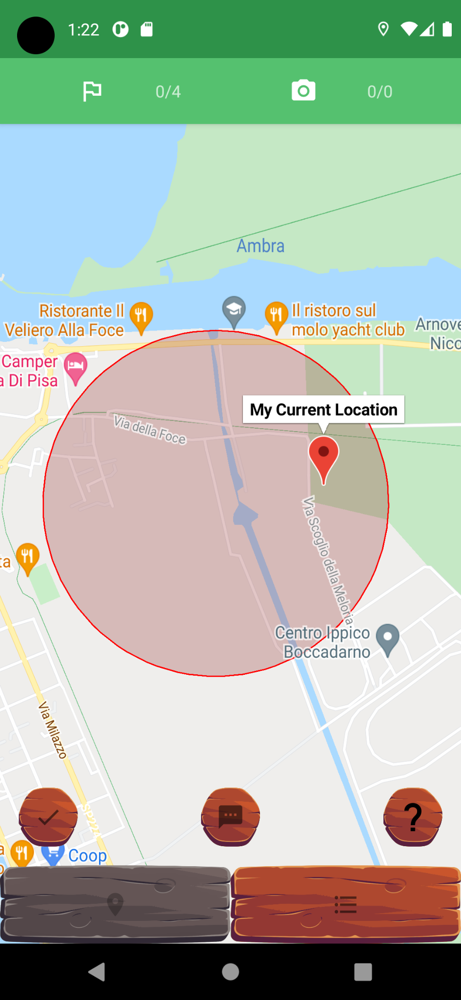 1:22
0/4
0/0
Ambra
Ristorante Il
Veliero Alla Foce
Il ristoro sul
molo yacht club
Arnove
Nico
Camper
a Di Pisa
My Current Location
Via della Foce
Via Scoglio della Meloria
ta
Centro Ippico
Boccadarno
Via Milazzo
SP224
?
a
Coop
o